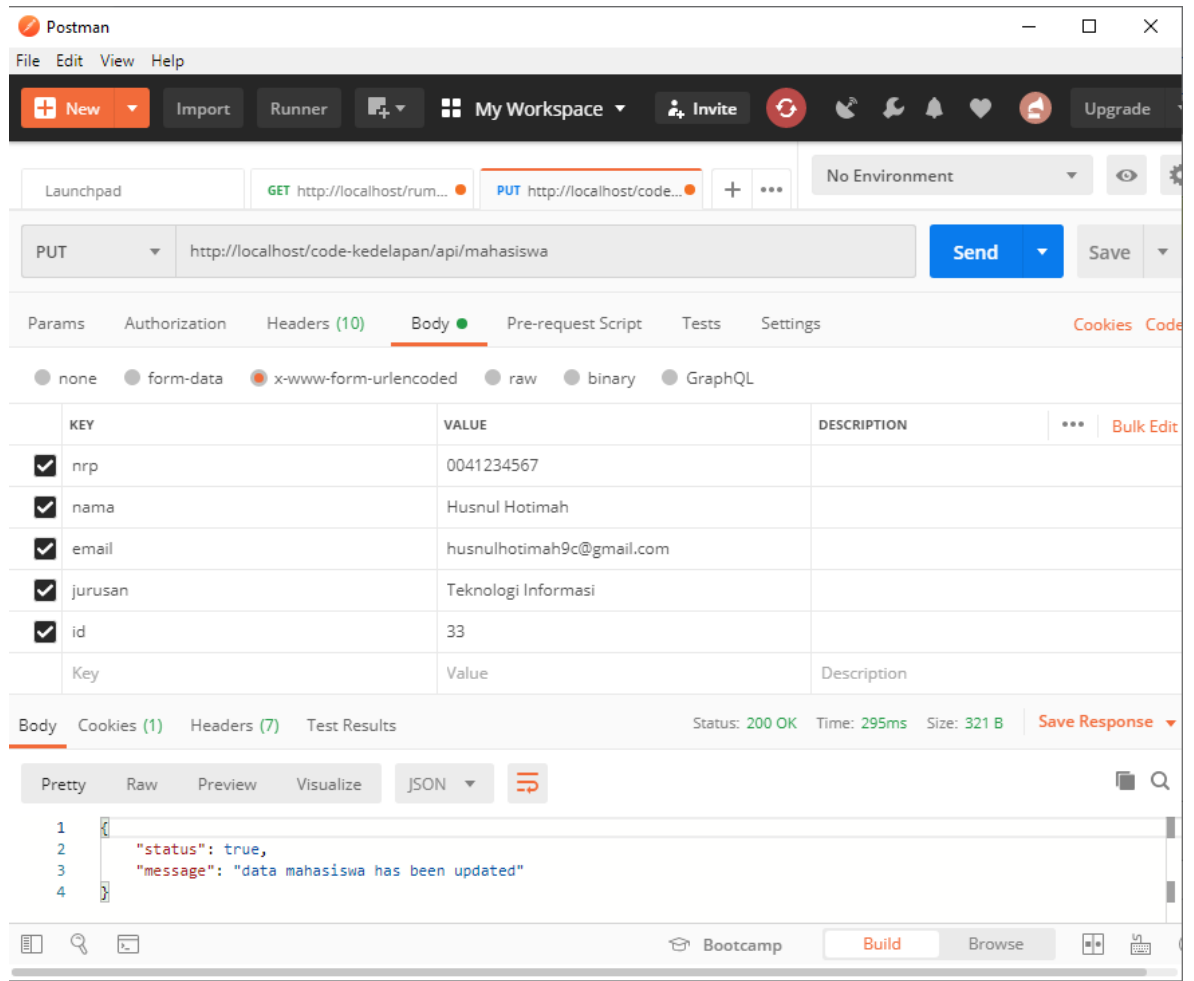 Postman
File Edit View Help
New Import Runner My Workspace Invite Upgrade
Launchpad GET http://localhost/rum... PUT http://localhost/code... No Environment
PUT http://localhost/code-kedelapan/api/mahasiswa Send Save
Params Authorization Headers (10) Body Pre-request Script Tests Settings Cookies Code
none form-data x-www-form-urlencoded raw binary GraphQL
KEY VALUE DESCRIPTION Bulk Edit
nrp 0041234567
nama Husnul Hotimah
email husnulhotimah9c@gmail.com
jurusan Teknologi Informasi
id 33
Key Value Description
Body Cookies (1) Headers (7) Test Results Status: 200 OK Time: 295ms Size: 321 B Save Response
Pretty Raw Preview Visualize JSON
1 {
2 "status": true,
3 "message": "data mahasiswa has been updated"
4 }
Bootcamp Build Browse